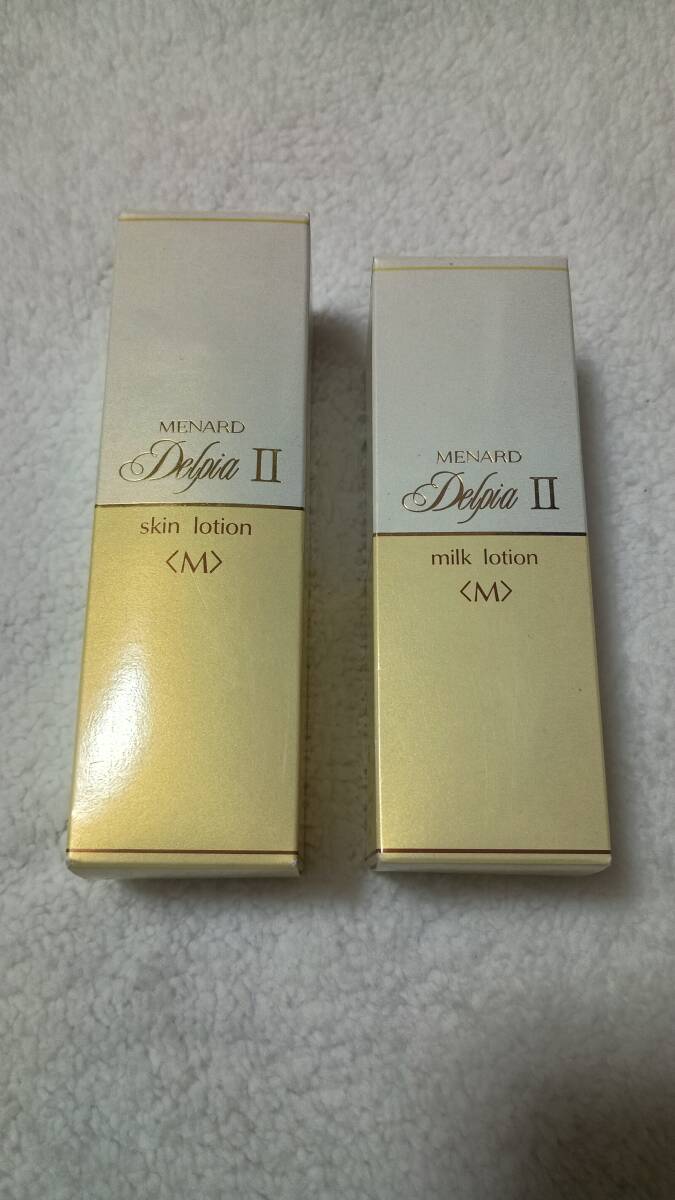 MENARD
Delpia II
skin lotion
〈M〉
MENARD
Delpia II
milk lotion
〈M〉